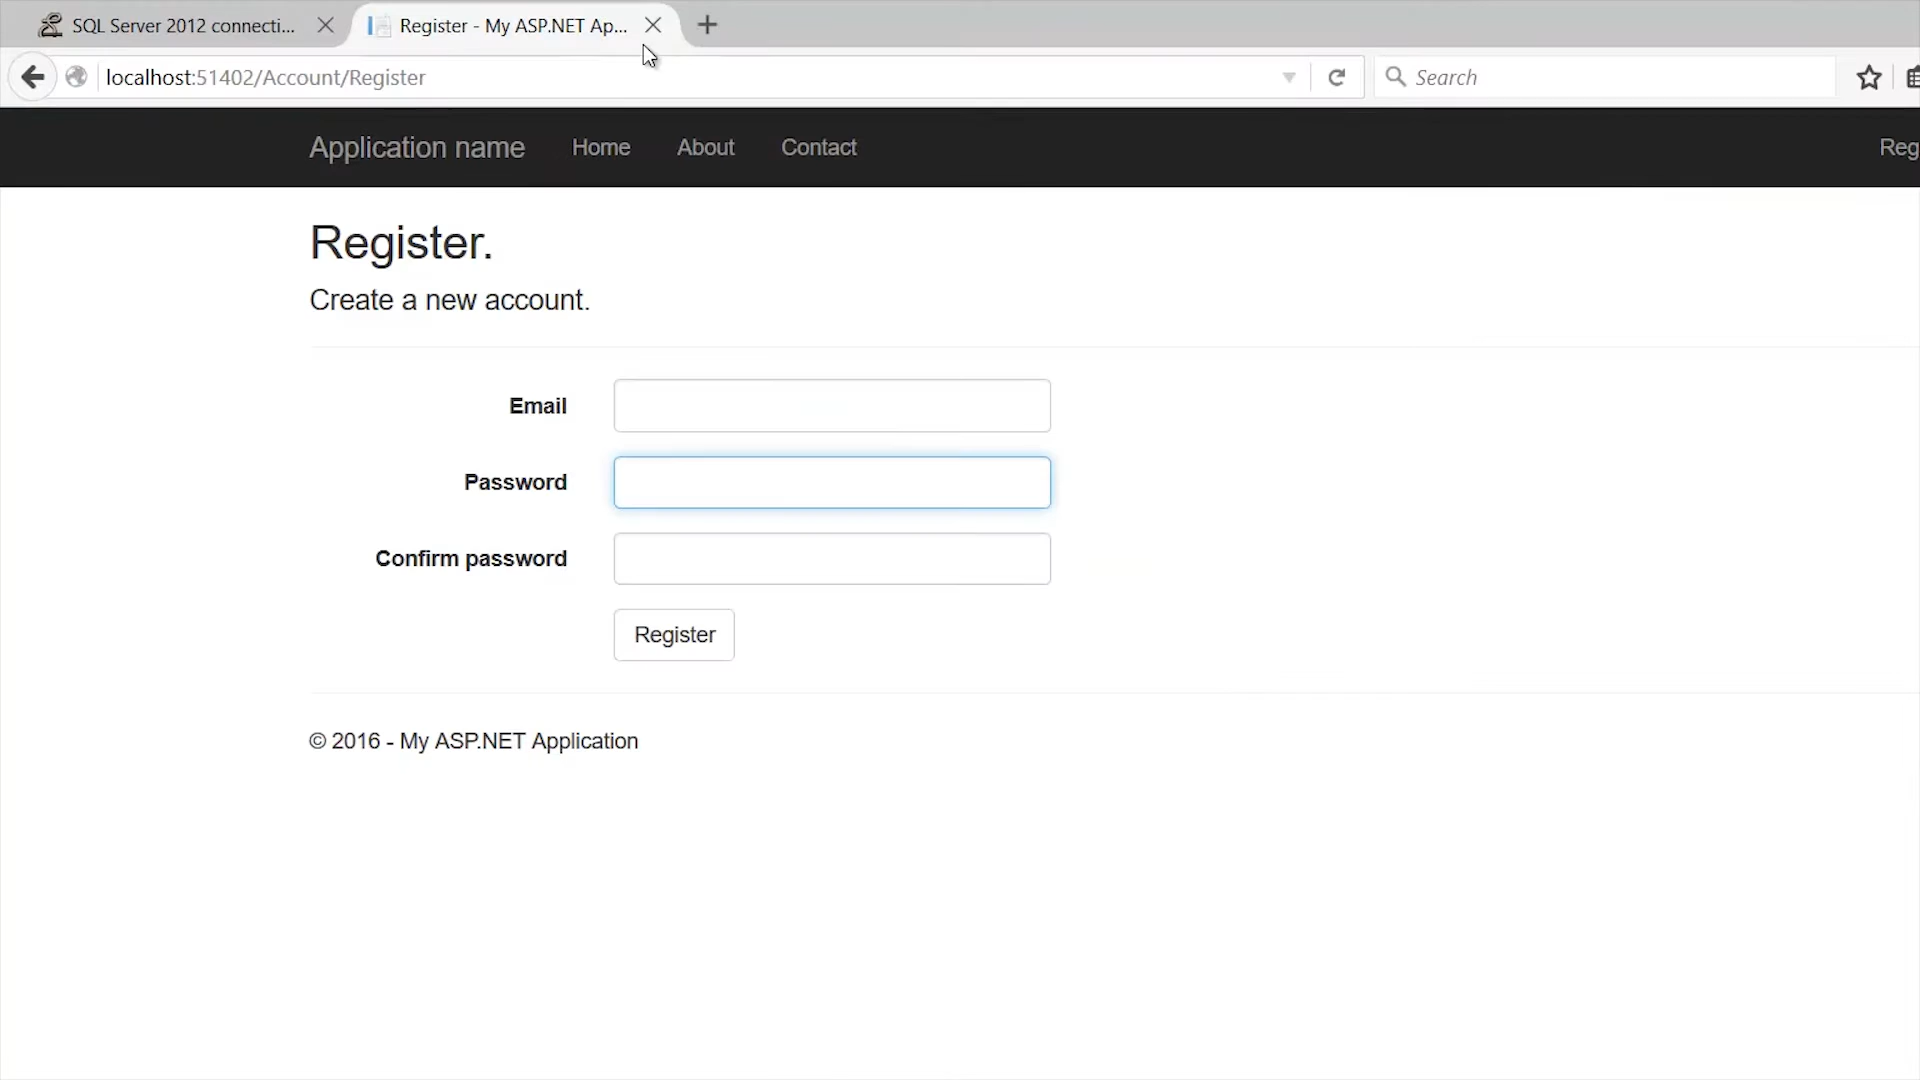 SQL Server 2012 connecti...
Register - My ASP.NET Ap...
localhost:51402/Account/Register
Search
Application name Home About Contact Reg
Register.
Create a new account.
Email
Password
Confirm password
Register
© 2016 - My ASP.NET Application